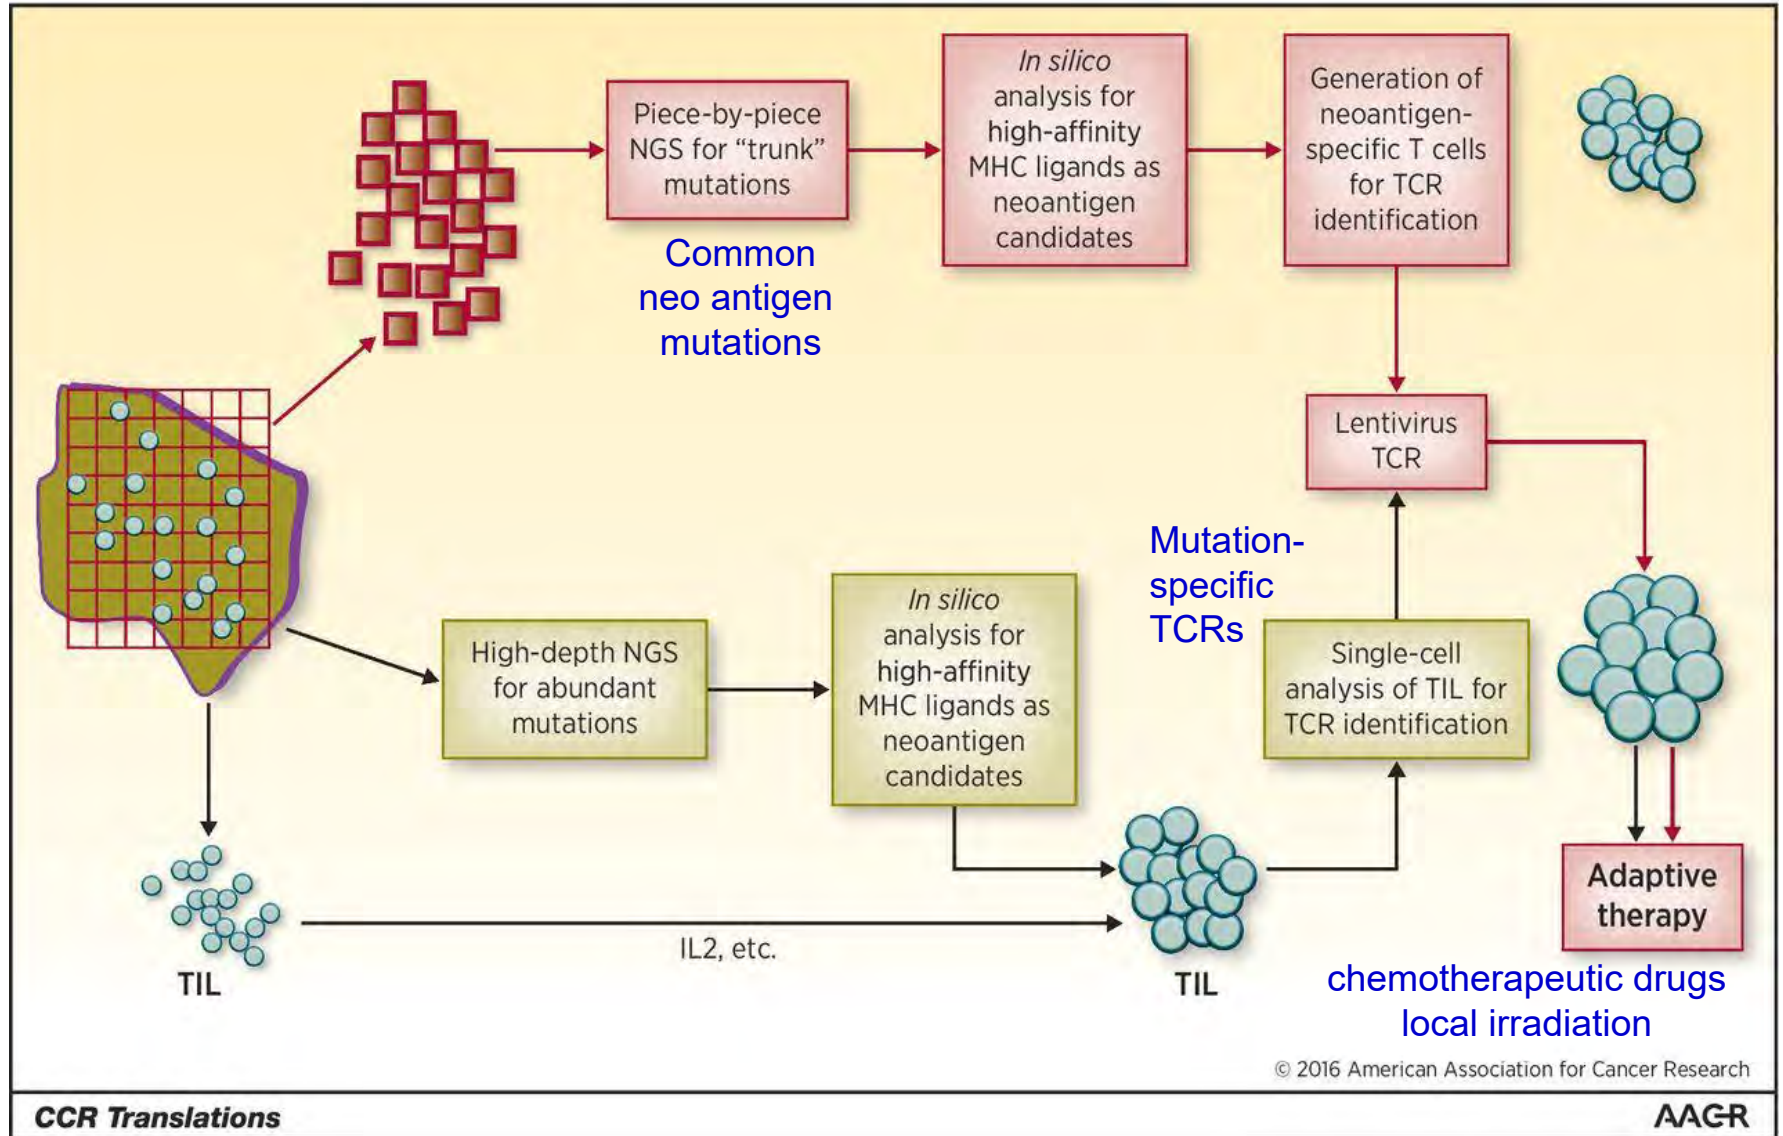 Piece-by-piece
NGS for “trunk”
mutations
Common
neo antigen
mutations
In silico
analysis for
high-affinity
MHC ligands as
neoantigen
candidates
Generation of
neoantigen-
specific T cells
for TCR
identification
Lentivirus
TCR
Mutation-
specific
TCRs
High-depth NGS
for abundant
mutations
In silico
analysis for
high-affinity
MHC ligands as
neoantigen
candidates
Single-cell
analysis of TIL for
TCR identification
TIL
IL2, etc.
TIL
Adaptive
therapy
chemotherapeutic drugs
local irradiation
© 2016 American Association for Cancer Research
CCR Translations
AACR